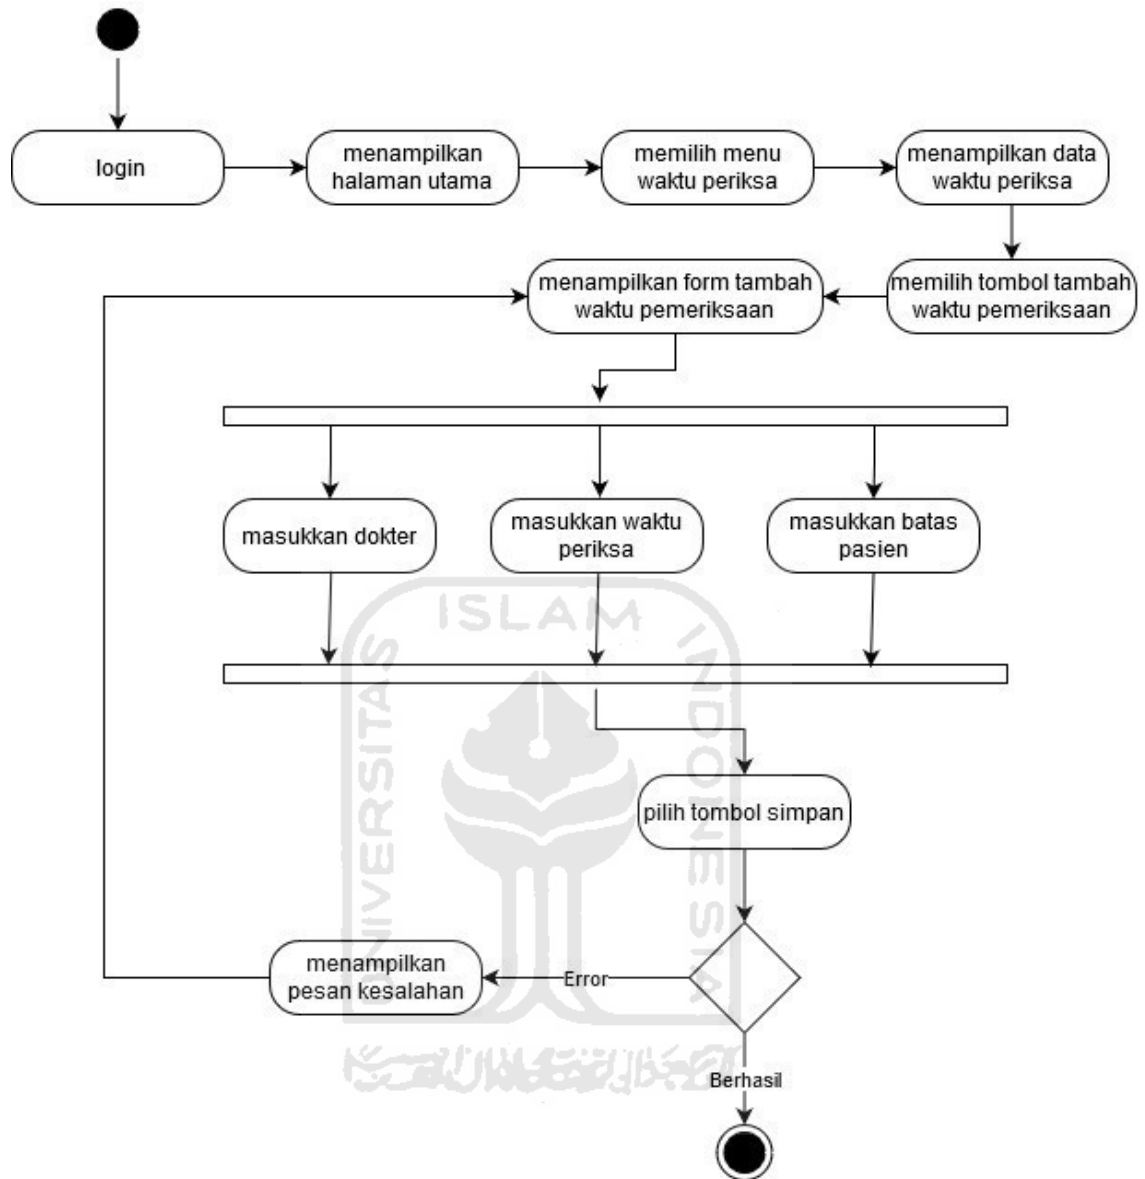 login
menampilkan
halaman utama
memilih menu
waktu periksa
menampilkan data
waktu periksa
menampilkan form tambah
waktu pemeriksaan
memilih tombol tambah
waktu pemeriksaan
masukkan dokter
masukkan waktu
periksa
masukkan batas
pasien
UNIVERSITAS
ISLAM
INDONESIA
pilih tombol simpan
menampilkan
pesan kesalahan
Error
Berhasil